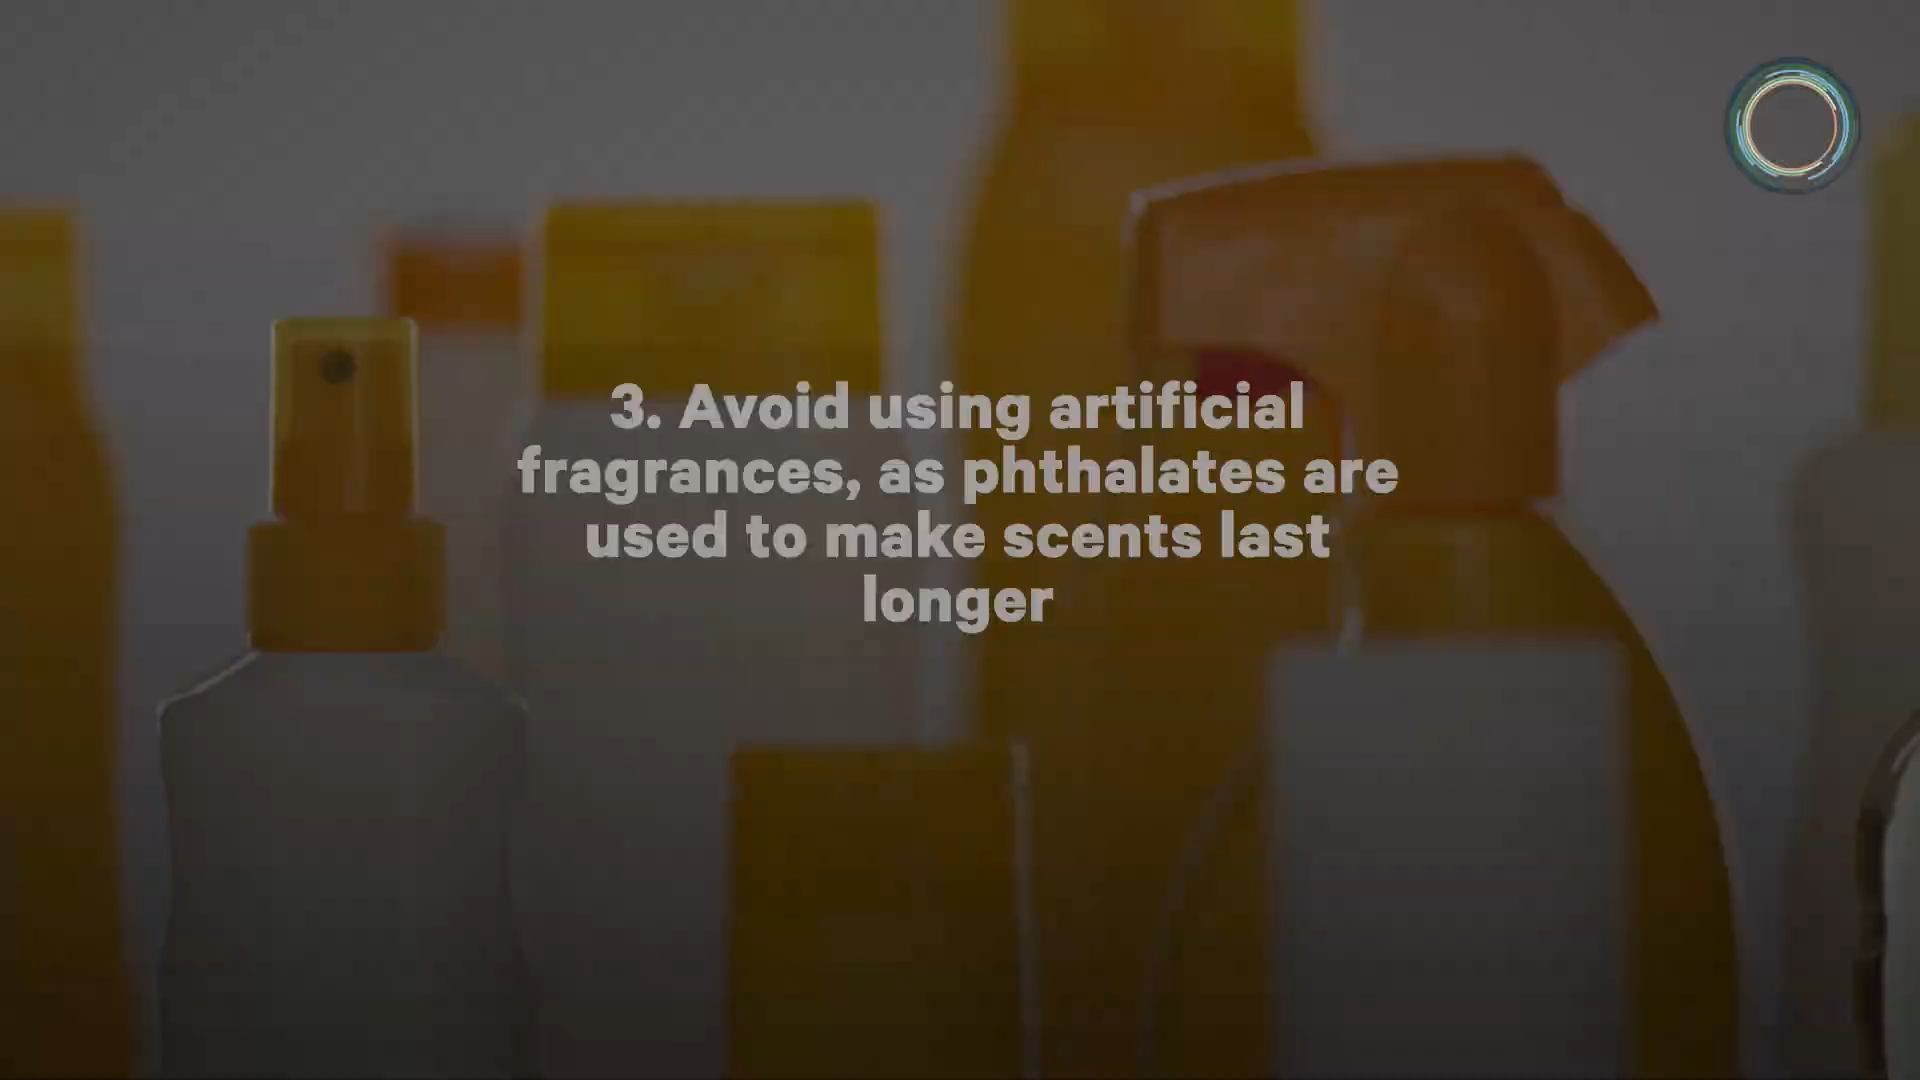 3. Avoid using artificial
fragrances, as phthalates are
used to make scents last
longer